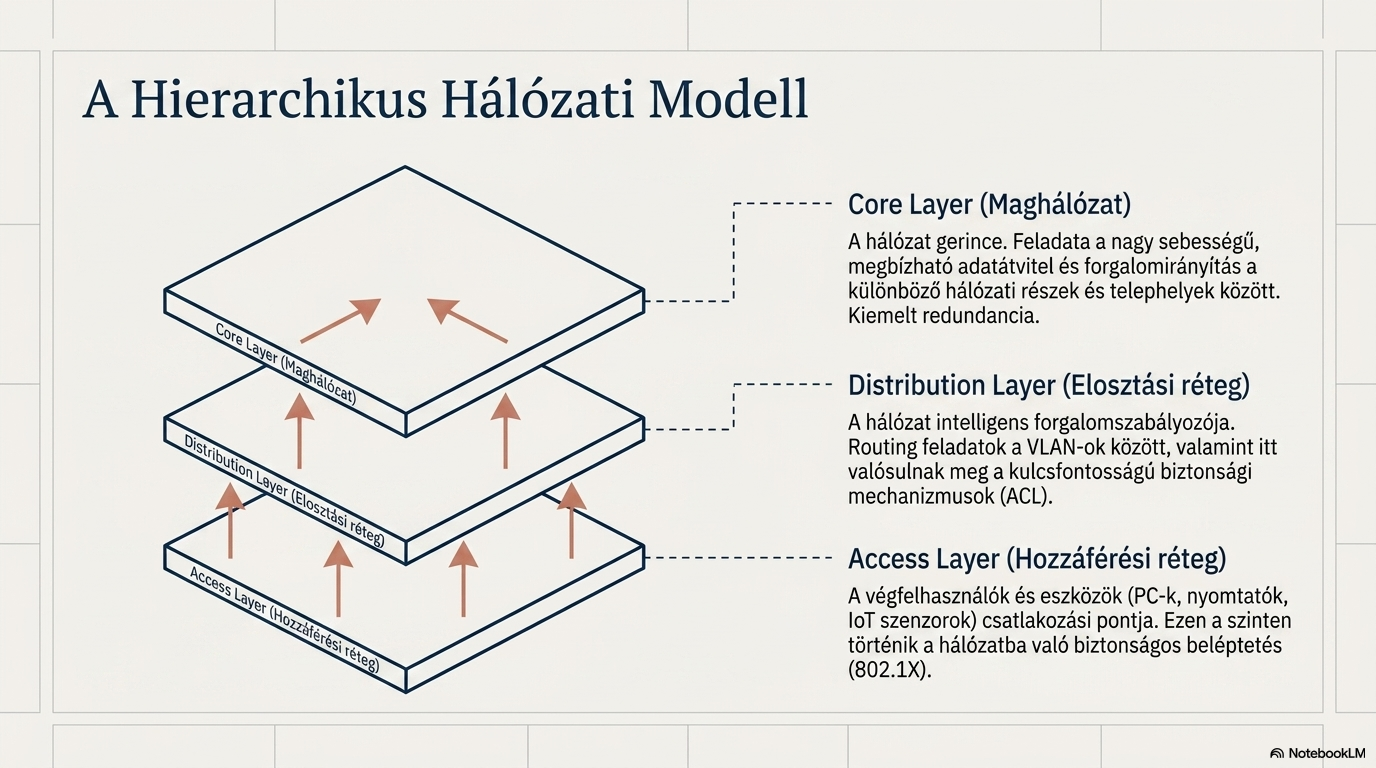 A Hierarchikus Hálózati Modell
Core Layer (Maghálózat)
A hálózat gerince. Feladata a nagy sebességű,
megbízható adatátvitel és forgalomirányítás a
különböző hálózati részek és telephelyek között.
Kiemelt redundancia.
Distribution Layer (Elosztási réteg)
A hálózat intelligens forgalomszabályozója.
Routing feladatok a VLAN-ok között, valamint itt
valósulnak meg a kulcsfontosságú biztonsági
mechanizmusok (ACL).
Access Layer (Hozzáférési réteg)
A végfelhasználók és eszközök (PC-k, nyomtatók,
IoT szenzorok) csatlakozási pontja. Ezen a szinten
történik a hálózatba való biztonságos beléptetés
(802.1X).
Core Layer (Maghálócat)
Distribution Layer (Elosztási réteg)
Access Layer (Hozzáférési réteg)
NotebookLM